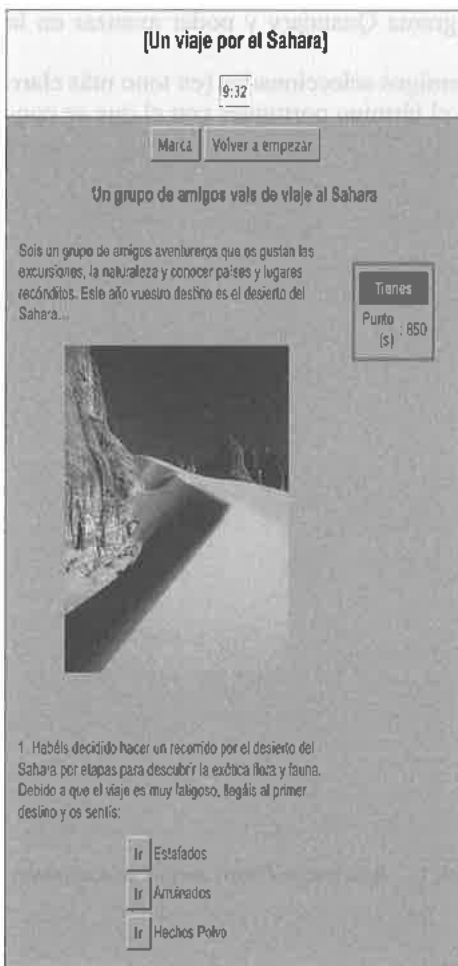 [Un viaje por el Sahara]
9:32
Marca Volver a empezar
Un grupo de amigos vais de viaje al Sahara
Sois un grupo de amigos aventureros que os gustan las
excursiones, la naturaleza y conocer países y lugares
recónditos. Este año vuestro destino es el desierto del
Sahara...
Tienes
Punto
(s) : 850
1. Habéis decidido hacer un recorrido por el desierto del
Sahara por etapas para descubrir la exótica flora y fauna.
Debido a que el viaje es muy fatigoso, llegáis al primer
destino y os sentís:
Ir Estafados
Ir Arruinados
Ir Hechos Polvo